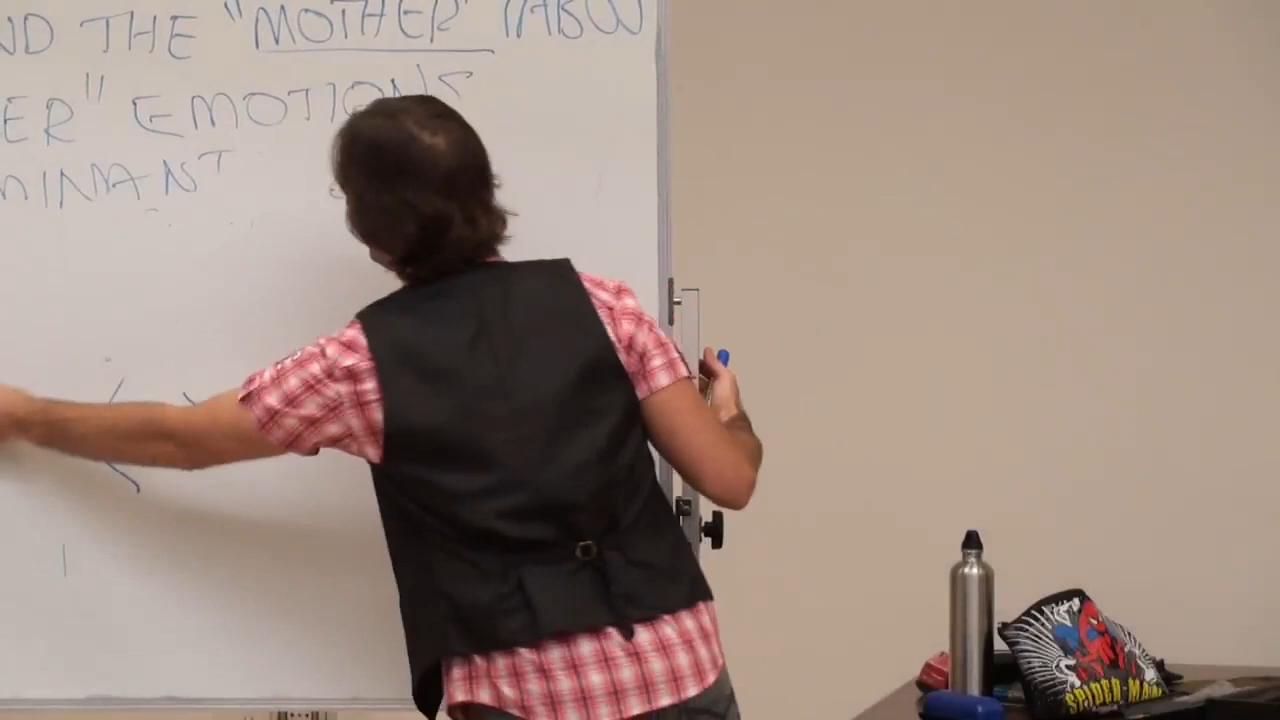 ND THE "MOTHER" TABOO
ER" EMOTIONS
MINANT
SPIDER-MAN